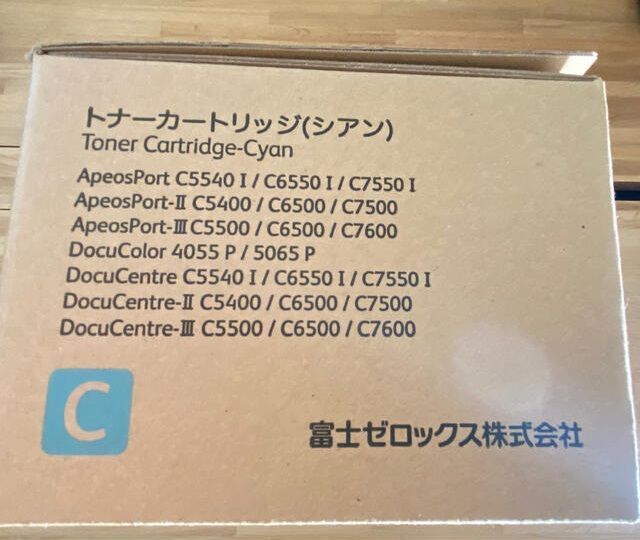 トナーカートリッジ(シアン)
Toner Cartridge-Cyan
ApeosPort C5540 I / C6550 I / C7550 I
ApeosPort-Ⅱ C5400 / C6500 / C7500
ApeosPort-Ⅲ C5500 / C6500 / C7600
DocuColor 4055 P / 5065 P
DocuCentre C5540 I / C6550 I / C7550 I
DocuCentre-Ⅱ C5400 / C6500 / C7500
DocuCentre-Ⅲ C5500 / C6500 / C7600
C
富士ゼロックス株式会社